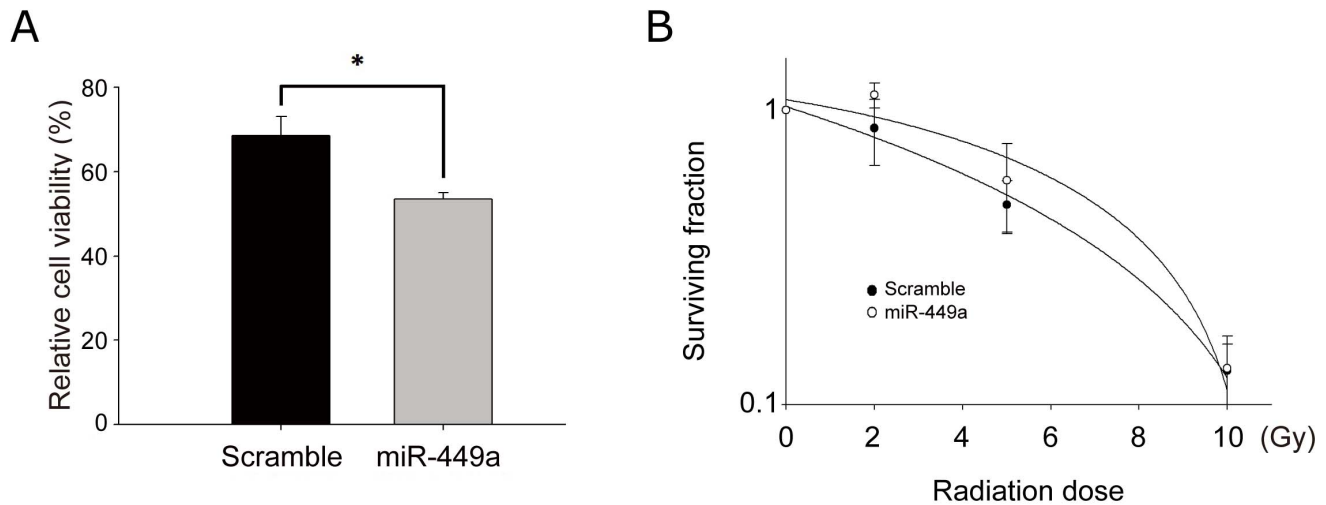 A
*
Relative cell viability (%)
80
60
40
20
0
Scramble
miR-449a
B
Surviving fraction
1
0.1
Scramble
miR-449a
0 2 4 6 8 10 (Gy)
Radiation dose